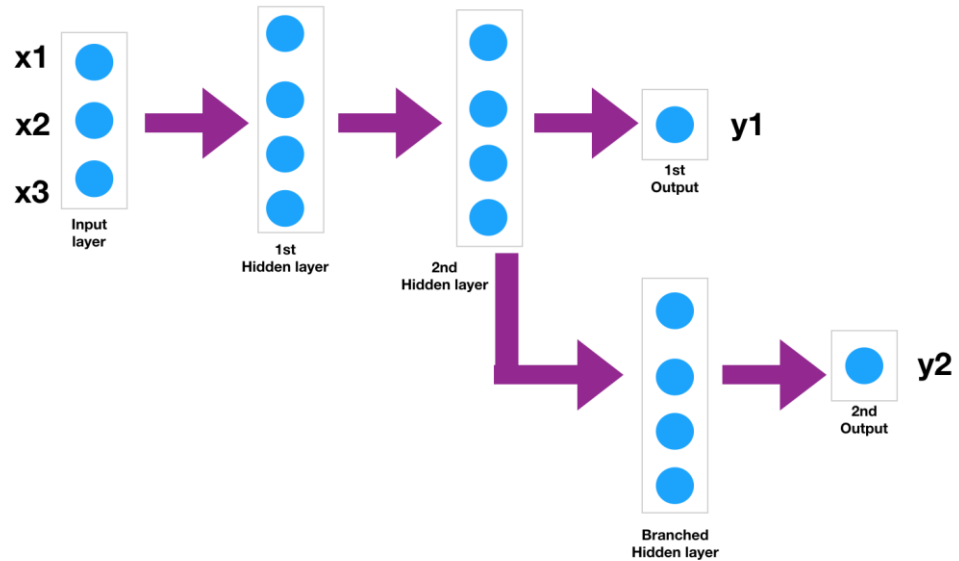 x1
x2
x3
Input
layer
1st
Hidden layer
2nd
Hidden layer
1st
Output
y1
Branched
Hidden layer
2nd
Output
y2